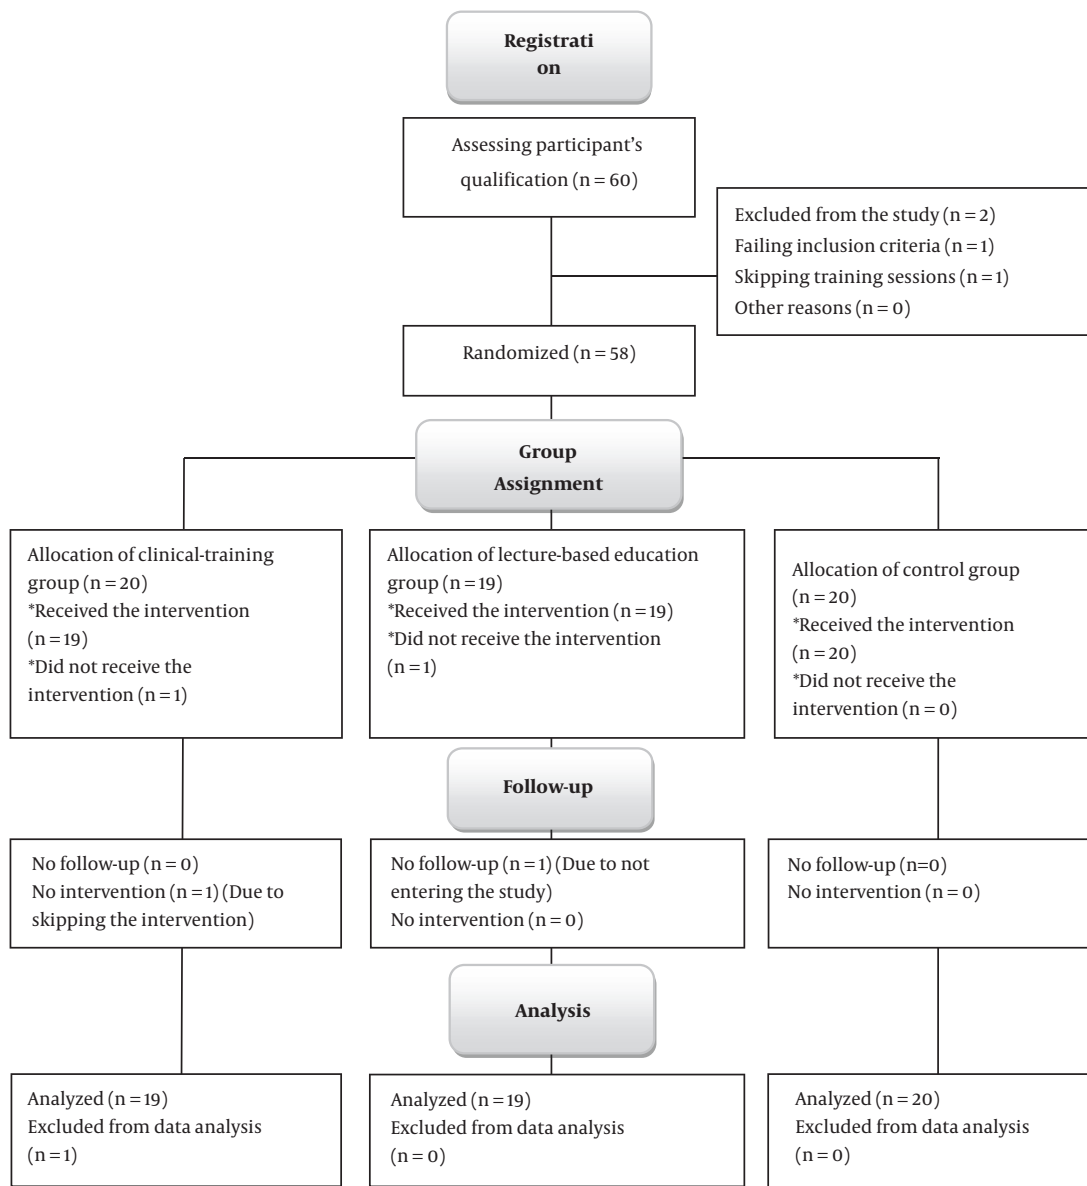 Registrati
on
Assessing participant's
qualification (n = 60)
Excluded from the study (n = 2)
Failing inclusion criteria (n = 1)
Skipping training sessions (n = 1)
Other reasons (n = 0)
Randomized (n = 58)
Group
Assignment
Allocation of clinical-training
group (n = 20)
*Received the intervention
(n = 19)
*Did not receive the
intervention (n = 1)
Allocation of lecture-based education
group (n = 19)
*Received the intervention (n = 19)
*Did not receive the intervention
(n = 1)
Allocation of control group
(n = 20)
*Received the intervention
(n = 20)
*Did not receive the
intervention (n = 0)
Follow-up
No follow-up (n = 0)
No intervention (n = 1) (Due to
skipping the intervention)
No follow-up (n = 1) (Due to not
entering the study)
No intervention (n = 0)
No follow-up (n=0)
No intervention (n = 0)
Analysis
Analyzed (n = 19)
Excluded from data analysis
(n = 1)
Analyzed (n = 19)
Excluded from data analysis
(n = 0)
Analyzed (n = 20)
Excluded from data analysis
(n = 0)